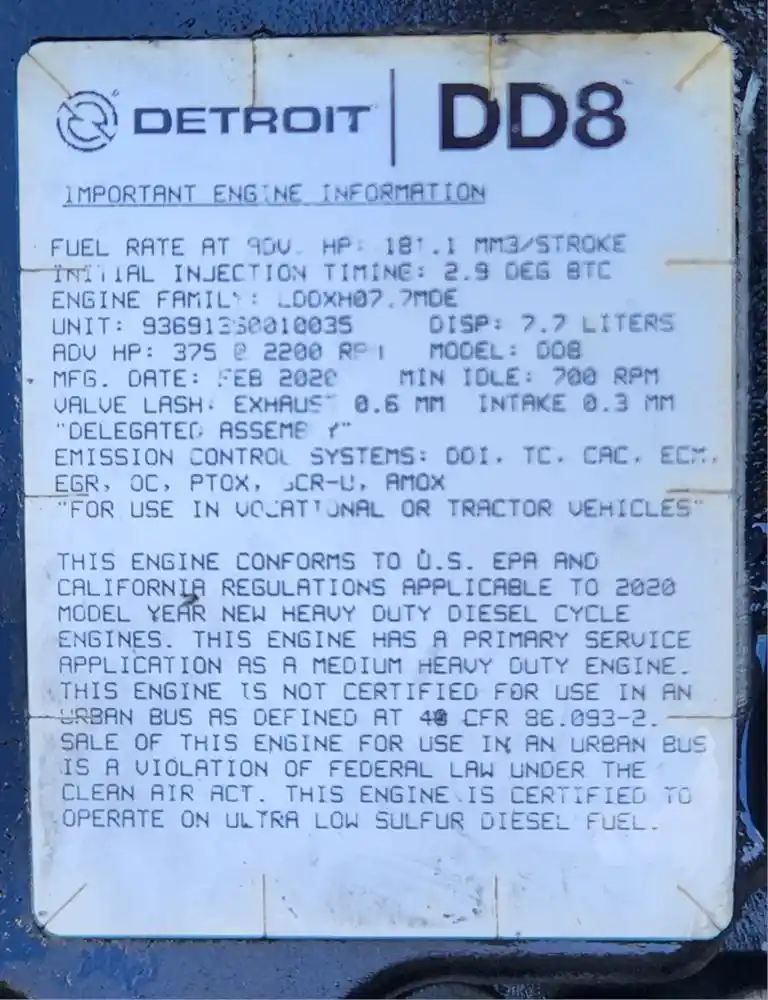 DETROIT DD8
IMPORTANT ENGINE INFORMATION
FUEL RATE AT ADV. HP: 181.1 MM3/STROKE
INITIAL INJECTION TIMING: 2.9 DEG BTC
ENGINE FAMILY: LDDXH07.7MDE
UNIT: DISP: 7.7 LITERS
ADV HP: 375 @ 2200 RPM MODEL: DD8
MFG. DATE: FEB 2020 MIN IDLE: 700 RPM
VALVE LASH: EXHAUST 0.6 MM INTAKE 0.3 MM
"DELEGATED ASSEMBLY"
EMISSION CONTROL SYSTEMS: DDI, TC, CAC, ECM,
EGR, OC, PTOX, SCR-U, AMOX
"FOR USE IN VOCATIONAL OR TRACTOR VEHICLES"
THIS ENGINE CONFORMS TO U.S. EPA AND
CALIFORNIA REGULATIONS APPLICABLE TO 2020
MODEL YEAR NEW HEAVY DUTY DIESEL CYCLE
ENGINES. THIS ENGINE HAS A PRIMARY SERVICE
APPLICATION AS A MEDIUM HEAVY DUTY ENGINE.
THIS ENGINE IS NOT CERTIFIED FOR USE IN AN
URBAN BUS AS DEFINED AT 40 CFR 86.093-2.
SALE OF THIS ENGINE FOR USE IN AN URBAN BUS
IS A VIOLATION OF FEDERAL LAW UNDER THE
CLEAN AIR ACT. THIS ENGINE IS CERTIFIED TO
OPERATE ON ULTRA LOW SULFUR DIESEL FUEL.